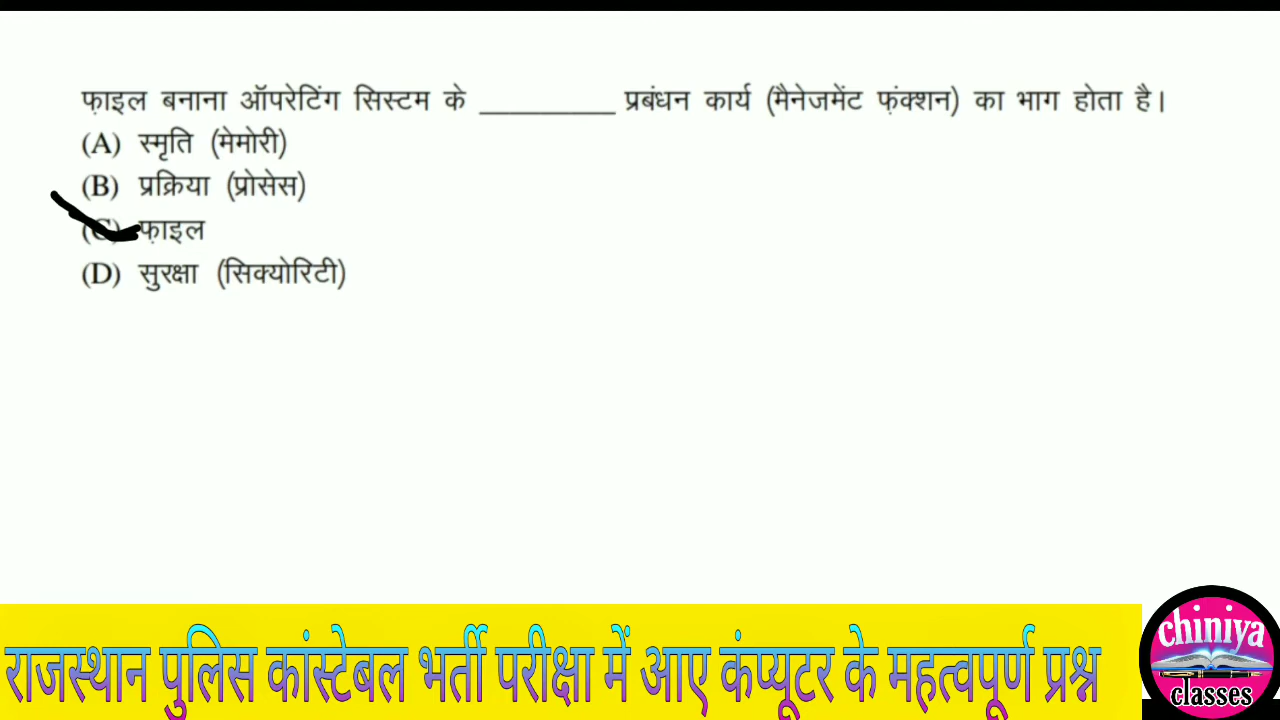 फ़ाइल बनाना ऑपरेटिंग सिस्टम के _________ प्रबंधन कार्य (मैनेजमेंट फ़ंक्शन) का भाग होता है।
(A) स्मृति (मेमोरी)
(B) प्रक्रिया (प्रोसेस)
(C) फ़ाइल
(D) सुरक्षा (सिक्योरिटी)
राजस्थान पुलिस कांस्टेबल भर्ती परीक्षा में आए कंप्यूटर के महत्वपूर्ण प्रश्न
chiniya
classes